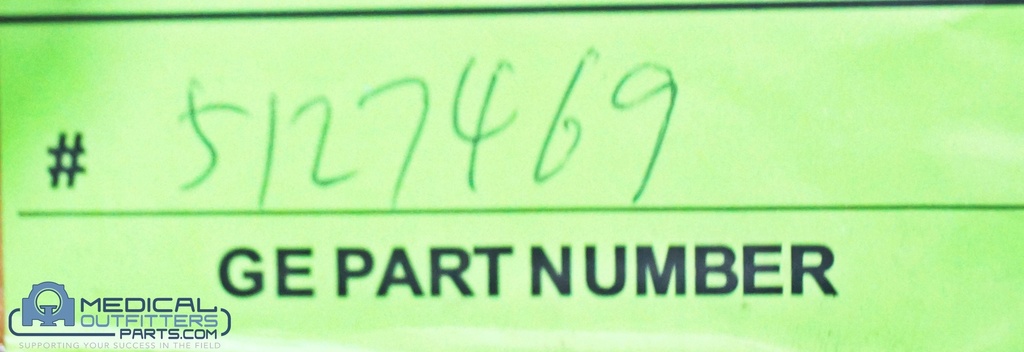 # 5127469
GE PART NUMBER
MEDICAL
OUTFITTERS
PARTS.COM
SUPPORTING YOUR SUCCESS IN THE FIELD